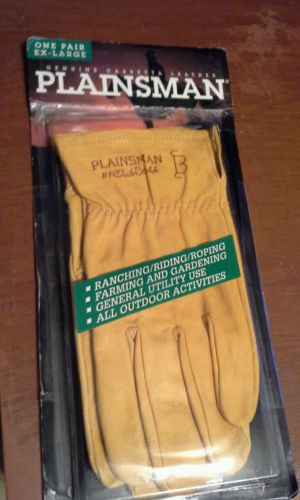 ONE PAIR
EX-LARGE
GENUINE CABRETTA LEATHER
PLAINSMAN®
PLAINSMAN
BY
B
▪ RANCHING/RIDING/ROPING
▪ FARMING AND GARDENING
▪ GENERAL UTILITY USE
▪ ALL OUTDOOR ACTIVITIES